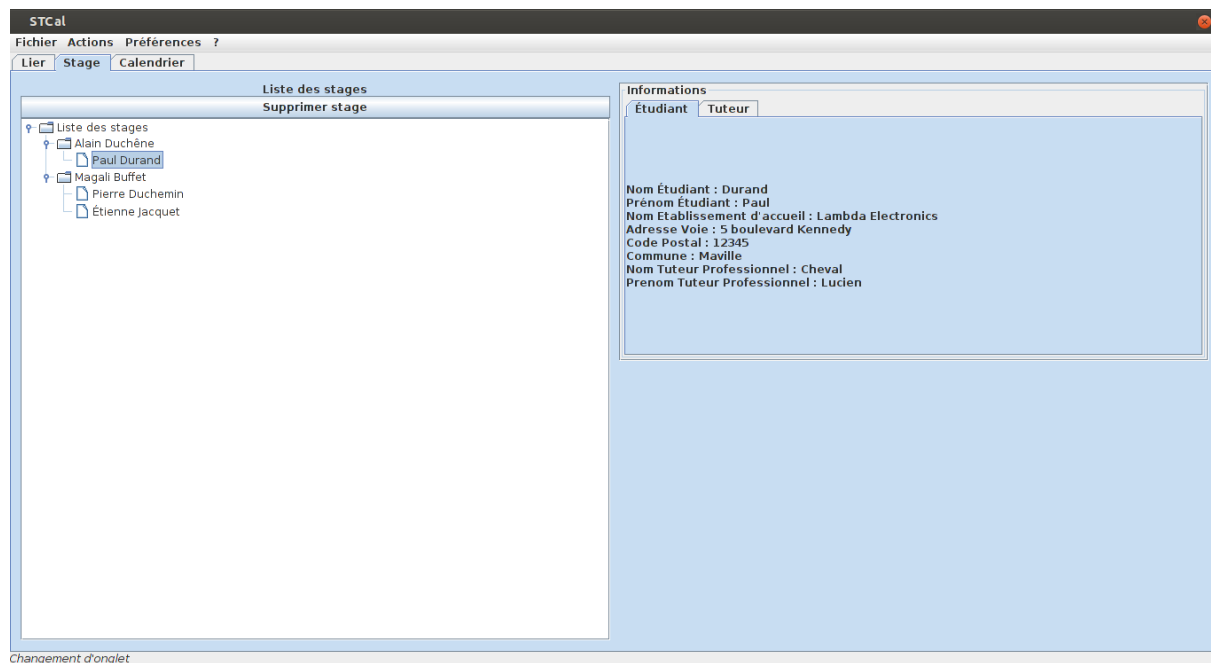 STCal
Fichier Actions Préférences ?
Lier Stage Calendrier
Liste des stages
Supprimer stage
Liste des stages
Alain Duchêne
Paul Durand
Magali Buffet
Pierre Duchemin
Étienne Jacquet
Informations
Étudiant Tuteur
Nom Étudiant : Durand
Prénom Étudiant : Paul
Nom Etablissement d'accueil : Lambda Electronics
Adresse Voie : 5 boulevard Kennedy
Code Postal : 12345
Commune : Maville
Nom Tuteur Professionnel : Cheval
Prenom Tuteur Professionnel : Lucien
Changement d'onglet